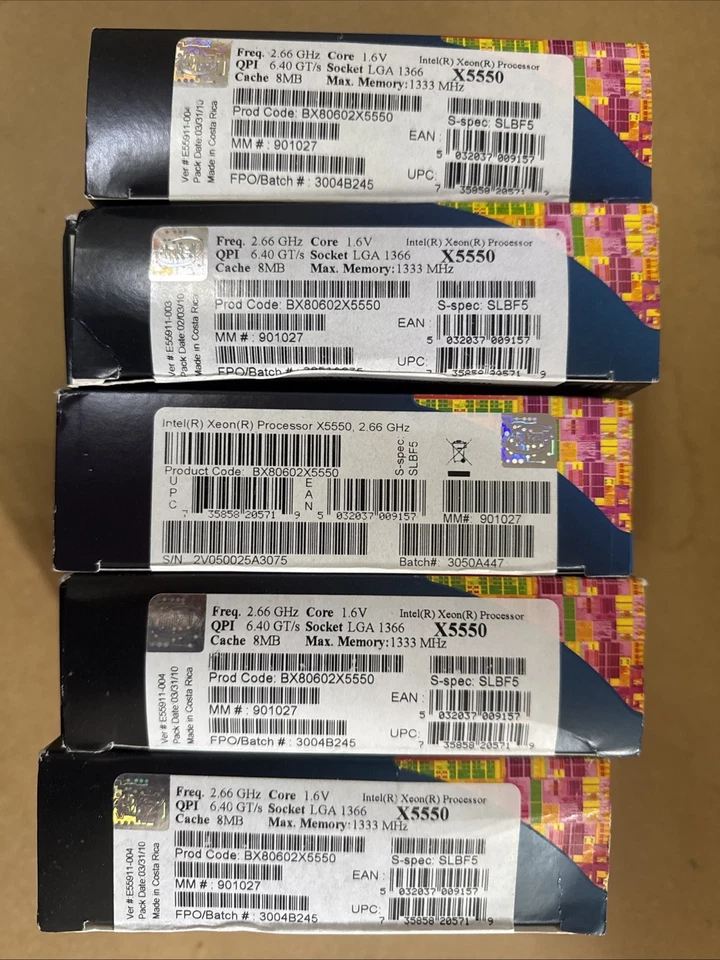 Freq. 2.66 GHz Core 1.6V
QPI 6.40 GT/s Socket LGA 1366
Cache 8MB Max. Memory:1333 MHz
Intel(R) Xeon(R) Processor
X5550
Prod Code: BX80602X5550
S-spec: SLBF5
MM # : 901027
EAN :
5 032037 009157
FPO/Batch # : 3004B245
UPC:
7 35858 20571 9
Ver # E55911-004
Pack Date:03/31/10
Made in Costa Rica
Freq. 2.66 GHz Core 1.6V
QPI 6.40 GT/s Socket LGA 1366
Cache 8MB Max. Memory:1333 MHz
Intel(R) Xeon(R) Processor
X5550
Prod Code: BX80602X5550
S-spec: SLBF5
MM # : 901027
EAN :
5 032037 009157
FPO/Batch # :
UPC:
7 35858 20571 9
Ver # E55911-003
Pack Date:02/03/10
Made in Costa Rica
Intel(R) Xeon(R) Processor X5550, 2.66 GHz
S-spec:
SLBF5
Product Code: BX80602X5550
UPC
35858 20571 9
EAN
5 032037 009157
MM#: 901027
S/N 2V050025A3075
Batch#: 3050A447
Freq. 2.66 GHz Core 1.6V
QPI 6.40 GT/s Socket LGA 1366
Cache 8MB Max. Memory:1333 MHz
Intel(R) Xeon(R) Processor
X5550
Prod Code: BX80602X5550
S-spec: SLBF5
MM # : 901027
EAN :
5 032037 009157
FPO/Batch # : 3004B245
UPC:
7 35858 20571 9
Ver # E55911-004
Pack Date:03/31/10
Made in Costa Rica
Freq. 2.66 GHz Core 1.6V
QPI 6.40 GT/s Socket LGA 1366
Cache 8MB Max. Memory:1333 MHz
Intel(R) Xeon(R) Processor
X5550
Prod Code: BX80602X5550
S-spec: SLBF5
MM # : 901027
EAN :
5 032037 009157
FPO/Batch # : 3004B245
UPC:
7 35858 20571 9
Ver # E55911-004
Pack Date:03/31/10
Made in Costa Rica